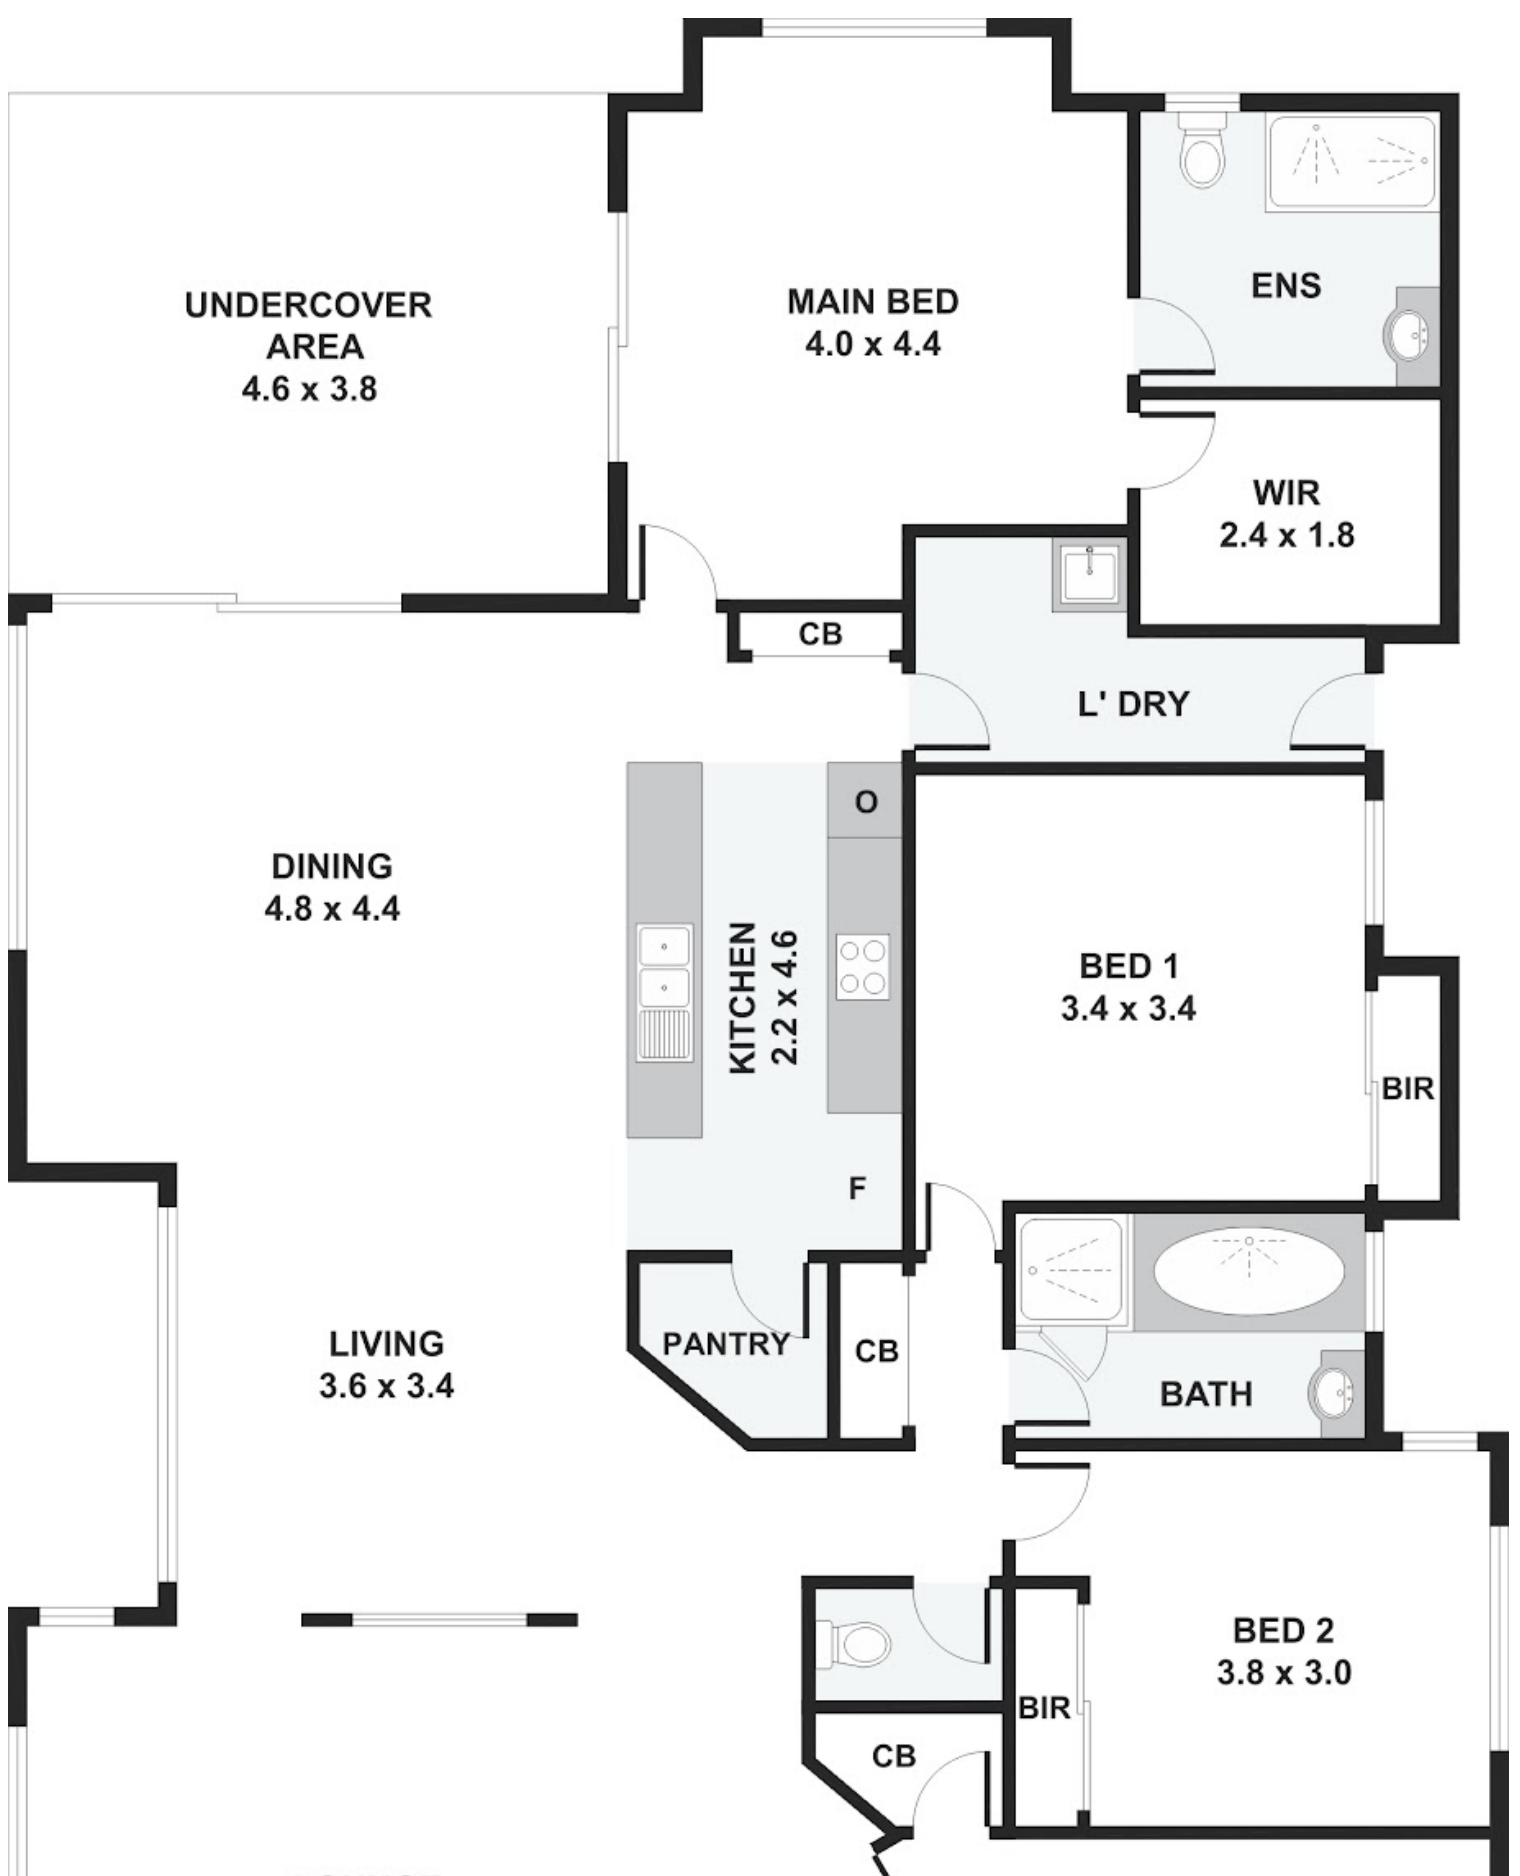 UNDERCOVER
AREA
4.6 x 3.8
MAIN BED
4.0 x 4.4
ENS
WIR
2.4 x 1.8
CB
L' DRY
O
DINING
4.8 x 4.4
KITCHEN
2.2 x 4.6
BED 1
3.4 x 3.4
BIR
F
LIVING
3.6 x 3.4
PANTRY
CB
BATH
BED 2
3.8 x 3.0
BIR
CB